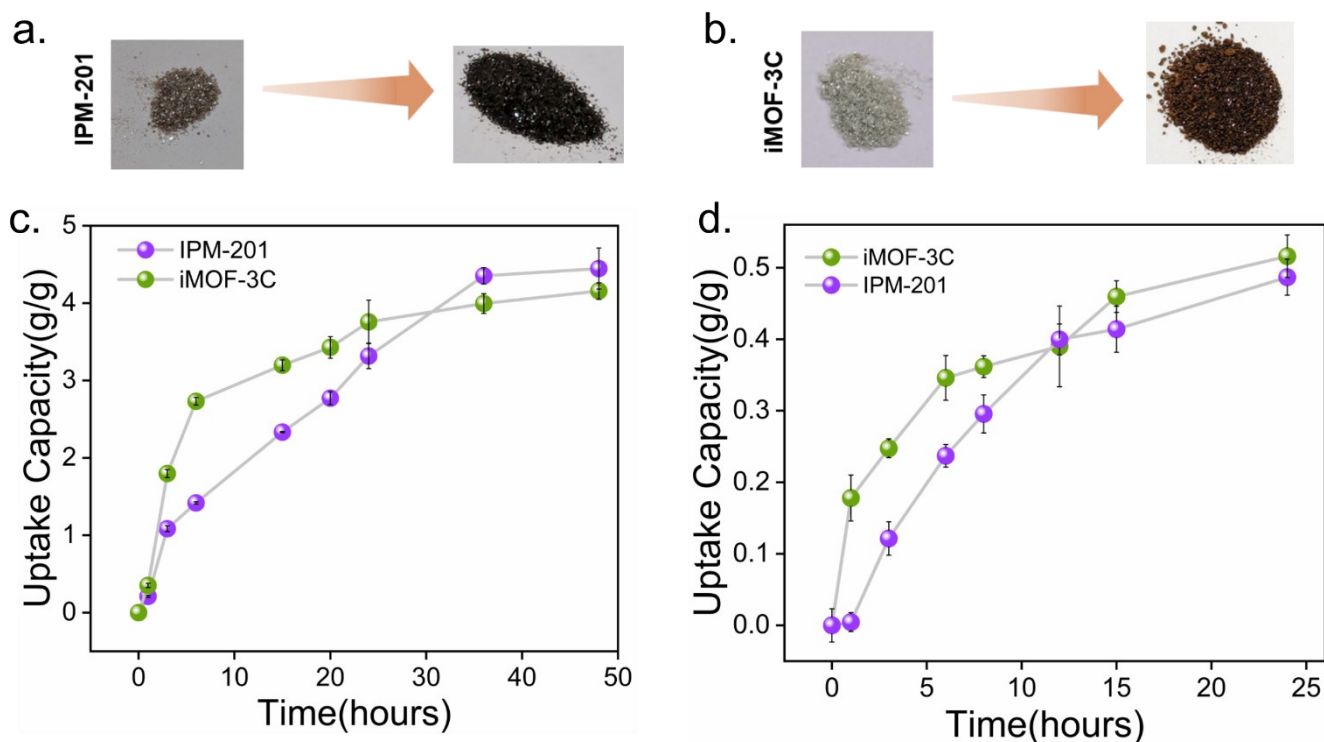 a.
IPM-201
b.
iMOF-3C
c.
5
4
3
2
1
0
Uptake Capacity(g/g)
IPM-201
iMOF-3C
0
10
20
30
40
50
Time(hours)
d.
0.5
0.4
0.3
0.2
0.1
0.0
Uptake Capacity(g/g)
iMOF-3C
IPM-201
0
5
10
15
20
25
Time(hours)